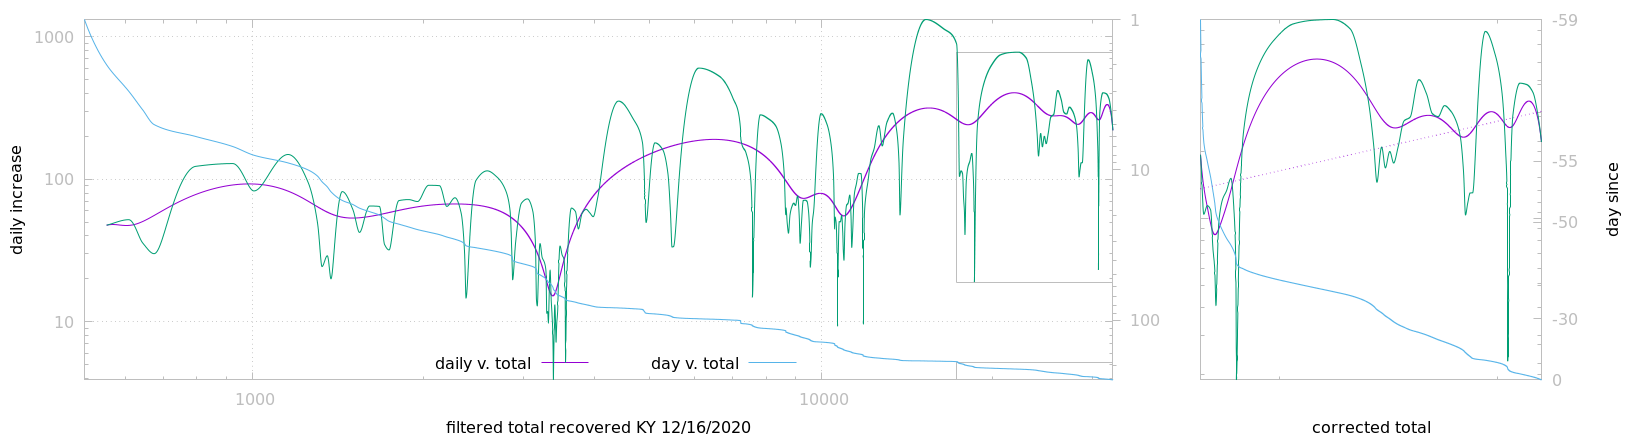 1000
100
10
daily increase
1000
10000
filtered total recovered KY 12/16/2020
daily v. total
day v. total
1
10
100
-59
-55
-50
-30
0
day since
corrected total